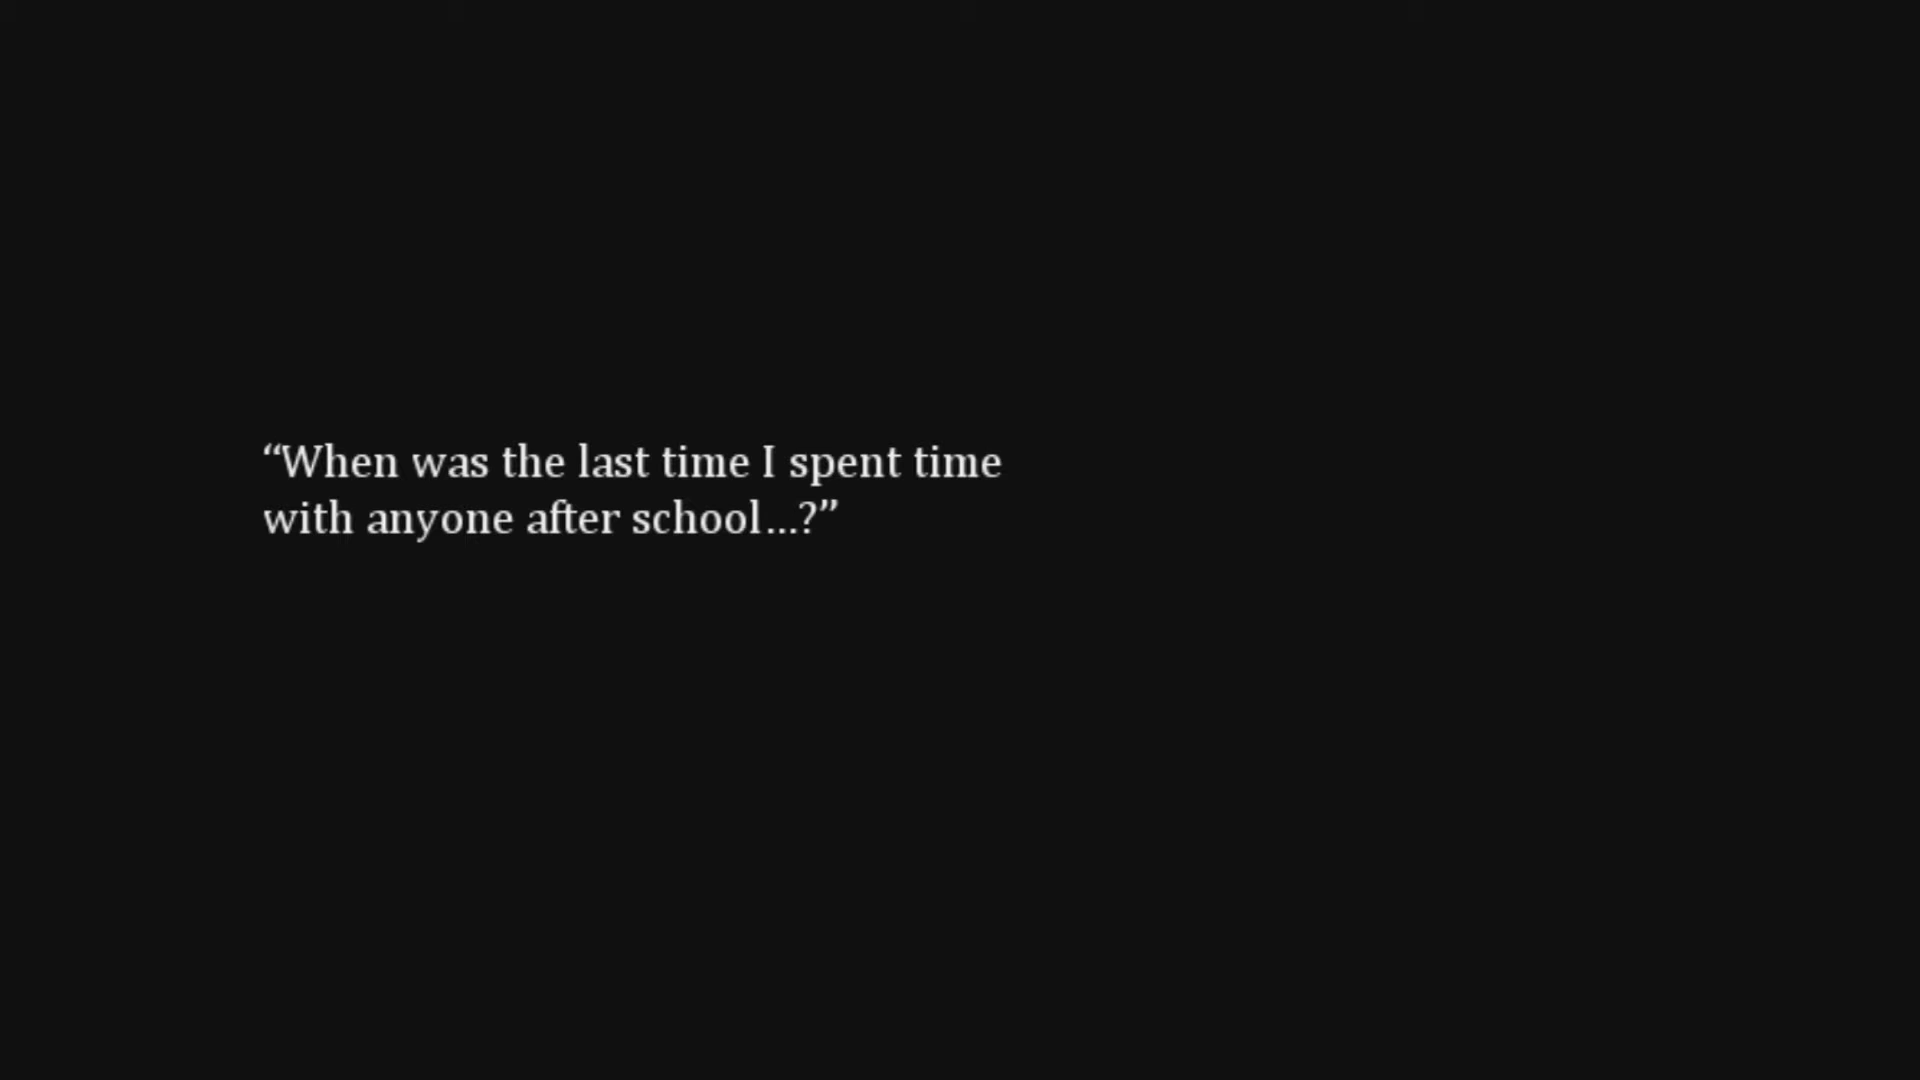 “When was the last time I spent time
with anyone after school...?”